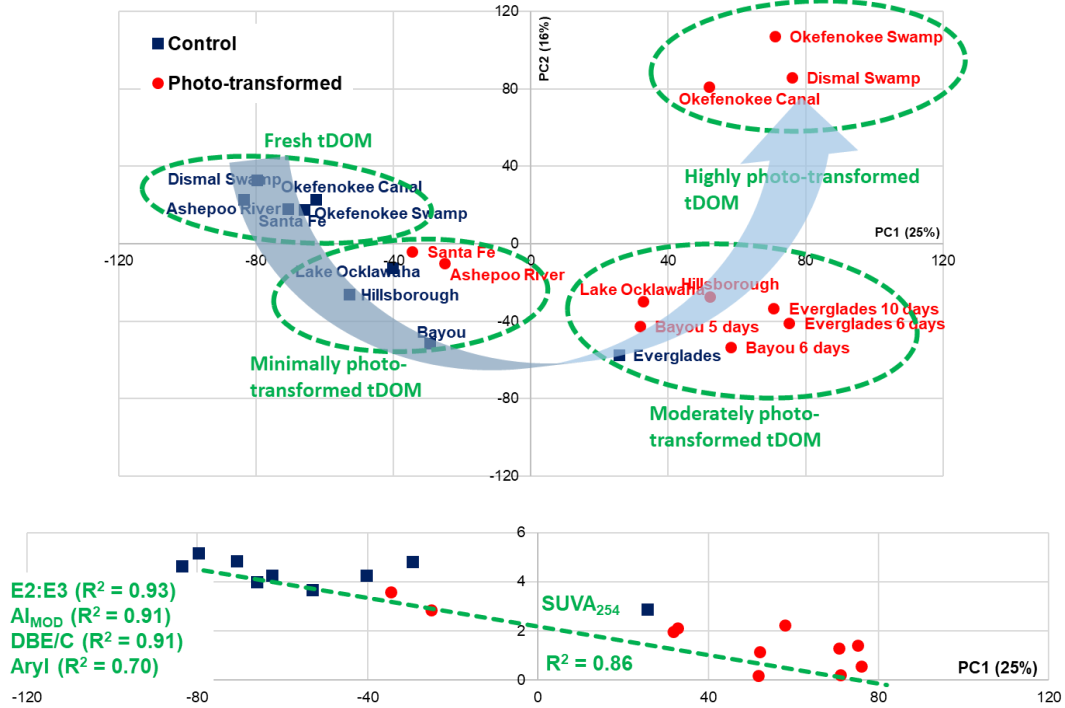 120
PC2 (16%)
Control
Okefenokee Swamp
Photo-transformed
Dismal Swamp
80
Okefenokee Canal
Fresh tDOM
40
Dismal Swamp
Okefenokee Canal
Highly photo-transformed
tDOM
Ashepoo River
Okefenokee Swamp
Santa Fe
PC1 (25%)
0
-120
-80
-40
0
40
80
120
Santa Fe
Lake Ocklawaha
Ashepoo River
Hillsborough
Hillsborough
Lake Ocklawaha
Everglades 10 days
-40
Bayou
Bayou 5 days
Everglades 6 days
Bayou 6 days
Everglades
Minimally photo-
transformed tDOM
-80
Moderately photo-
transformed tDOM
-120
6
E2:E3 (R² = 0.93)
4
AI_MOD (R² = 0.91)
SUVA₂₅₄
DBE/C (R² = 0.91)
2
Aryl (R² = 0.70)
R² = 0.86
PC1 (25%)
0
-120
-80
-40
0
40
80
120